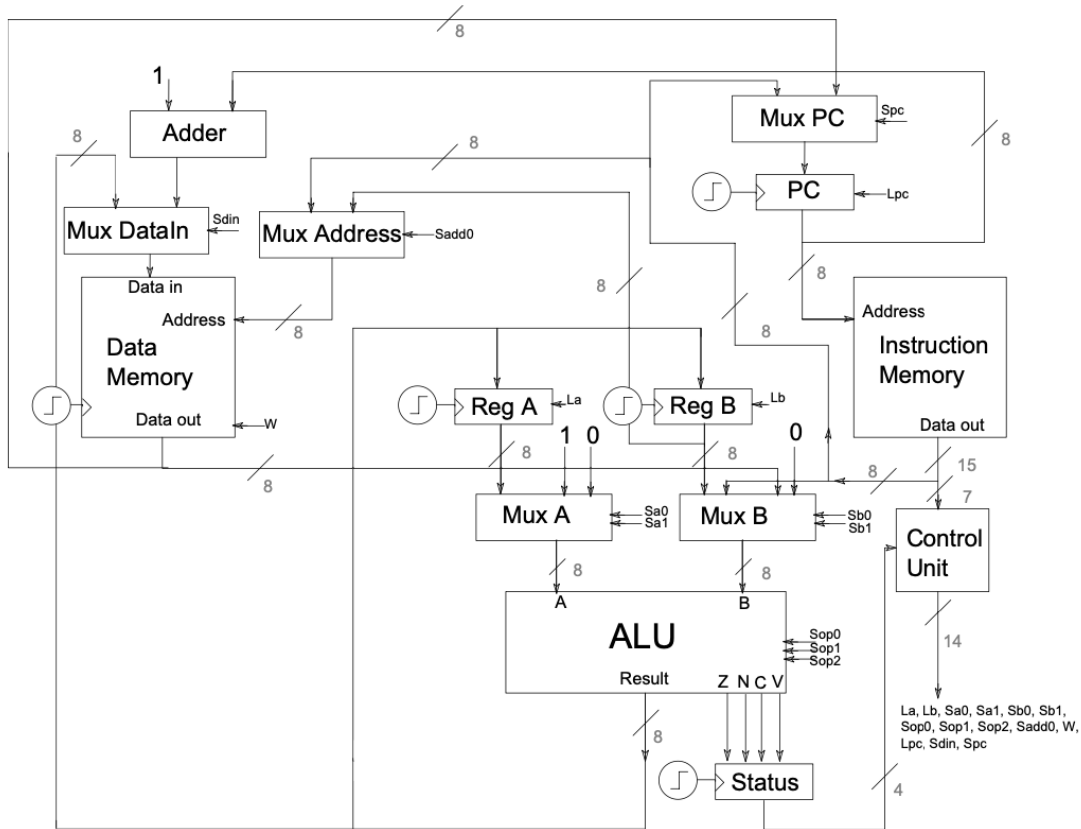 8
1
Mux PC
Spc
Adder
8
8
8
PC
Lpc
Mux DataIn
Sdin
Mux Address
Sadd0
8
Data in
Address
8
8
8
Address
Data
Memory
Instruction
Memory
Reg A
La
Reg B
Lb
Data out
W
Data out
1 0
0
8
8
8
8
15
7
Mux A
Sa0
Sa1
Mux B
Sb0
Sb1
Control
Unit
8
8
A
B
ALU
Sop0
Sop1
Sop2
14
Result
Z N C V
La, Lb, Sa0, Sa1, Sb0, Sb1,
Sop0, Sop1, Sop2, Sadd0, W,
Lpc, Sdin, Spc
8
Status
4